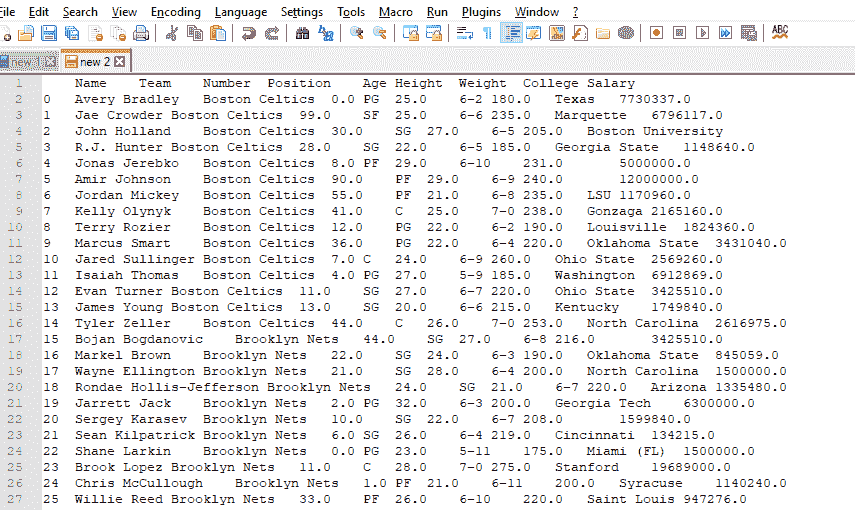 File Edit Search View Encoding Language Settings Tools Macro Run Plugins Window ?
ABC
new 1 new 2
1 Name Team Number Position Age Height Weight College Salary
2 0 Avery Bradley Boston Celtics 0.0 PG 25.0 6-2 180.0 Texas 7730337.0
3 1 Jae Crowder Boston Celtics 99.0 SF 25.0 6-6 235.0 Marquette 6796117.0
4 2 John Holland Boston Celtics 30.0 SG 27.0 6-5 205.0 Boston University
5 3 R.J. Hunter Boston Celtics 28.0 SG 22.0 6-5 185.0 Georgia State 1148640.0
6 4 Jonas Jerebko Boston Celtics 8.0 PF 29.0 6-10 231.0 5000000.0
7 5 Amir Johnson Boston Celtics 90.0 PF 29.0 6-9 240.0 12000000.0
8 6 Jordan Mickey Boston Celtics 55.0 PF 21.0 6-8 235.0 LSU 1170960.0
9 7 Kelly Olynyk Boston Celtics 41.0 C 25.0 7-0 238.0 Gonzaga 2165160.0
10 8 Terry Rozier Boston Celtics 12.0 PG 22.0 6-2 190.0 Louisville 1824360.0
11 9 Marcus Smart Boston Celtics 36.0 PG 22.0 6-4 220.0 Oklahoma State 3431040.0
12 10 Jared Sullinger Boston Celtics 7.0 C 24.0 6-9 260.0 Ohio State 2569260.0
13 11 Isaiah Thomas Boston Celtics 4.0 PG 27.0 5-9 185.0 Washington 6912869.0
14 12 Evan Turner Boston Celtics 11.0 SG 27.0 6-7 220.0 Ohio State 3425510.0
15 13 James Young Boston Celtics 13.0 SG 20.0 6-6 215.0 Kentucky 1749840.0
16 14 Tyler Zeller Boston Celtics 44.0 C 26.0 7-0 253.0 North Carolina 2616975.0
17 15 Bojan Bogdanovic Brooklyn Nets 44.0 SG 27.0 6-8 216.0 3425510.0
18 16 Markel Brown Brooklyn Nets 22.0 SG 24.0 6-3 190.0 Oklahoma State 845059.0
19 17 Wayne Ellington Brooklyn Nets 21.0 SG 28.0 6-4 200.0 North Carolina 1500000.0
20 18 Rondae Hollis-Jefferson Brooklyn Nets 24.0 SG 21.0 6-7 220.0 Arizona 1335480.0
21 19 Jarrett Jack Brooklyn Nets 2.0 PG 32.0 6-3 200.0 Georgia Tech 6300000.0
22 20 Sergey Karasev Brooklyn Nets 10.0 SG 22.0 6-7 208.0 1599840.0
23 21 Sean Kilpatrick Brooklyn Nets 6.0 SG 26.0 6-4 219.0 Cincinnati 134215.0
24 22 Shane Larkin Brooklyn Nets 0.0 PG 23.0 5-11 175.0 Miami (FL) 1500000.0
25 23 Brook Lopez Brooklyn Nets 11.0 C 28.0 7-0 275.0 Stanford 19689000.0
26 24 Chris McCullough Brooklyn Nets 1.0 PF 21.0 6-11 200.0 Syracuse 1140240.0
27 25 Willie Reed Brooklyn Nets 33.0 PF 26.0 6-10 220.0 Saint Louis 947276.0